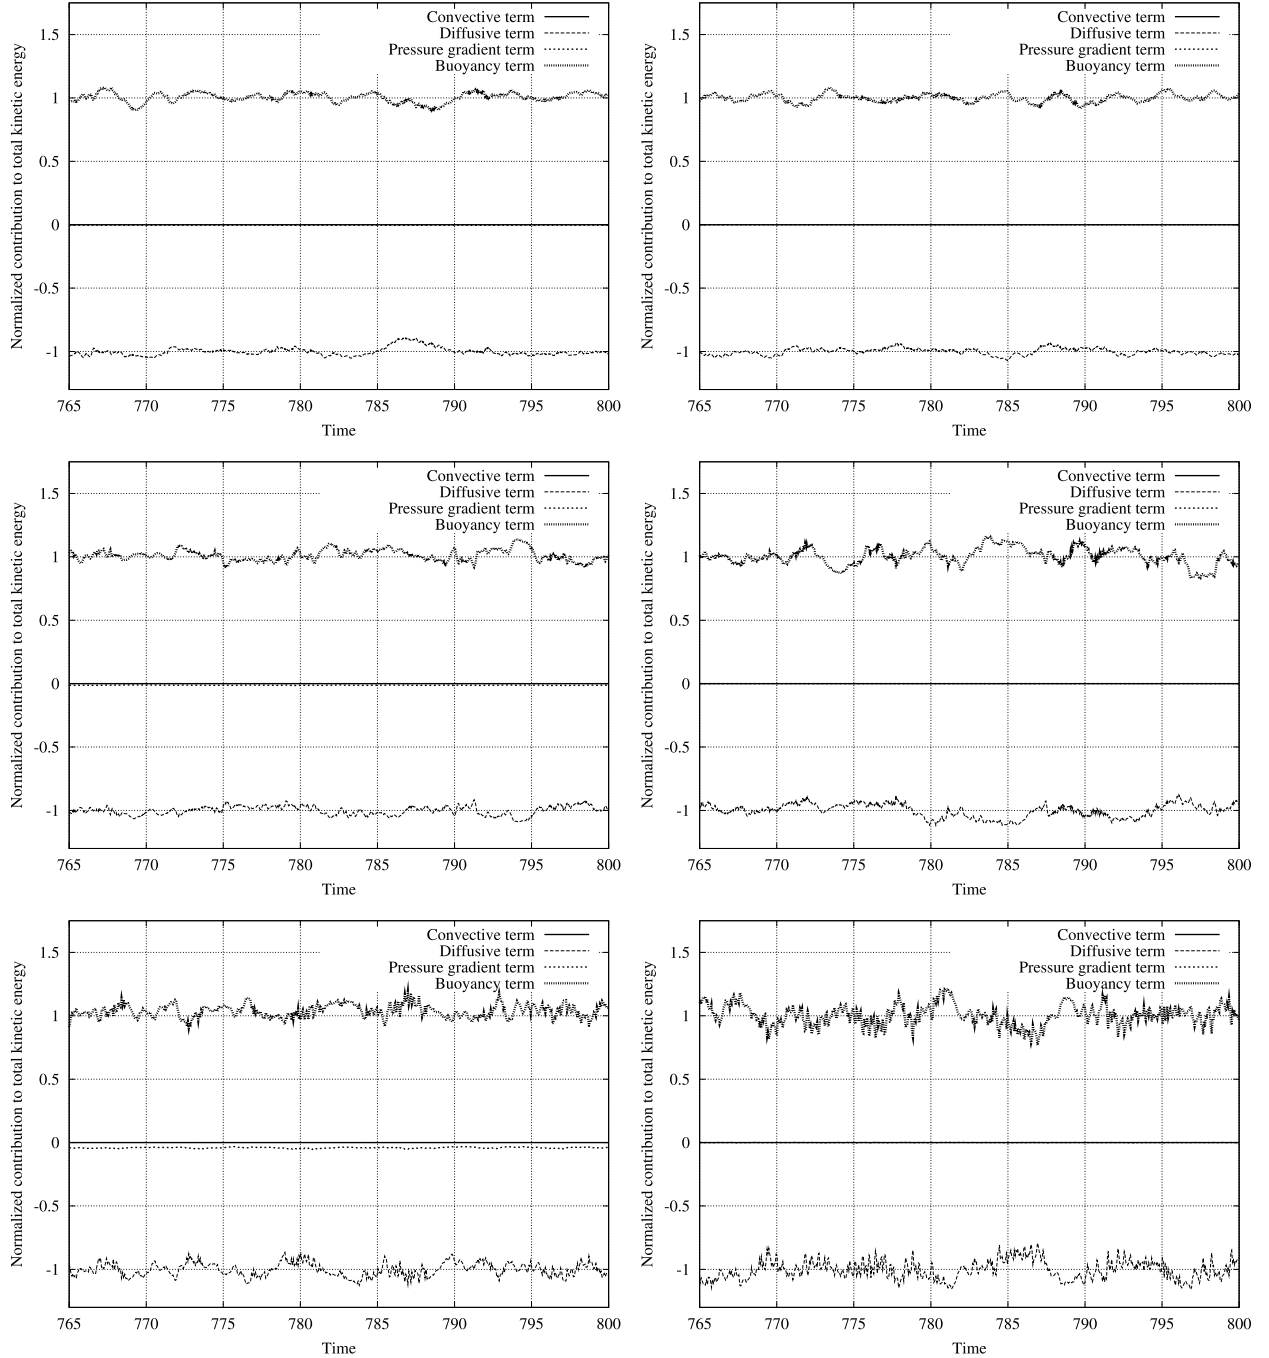 Normalized contribution to total kinetic energy
1.5
1
0.5
0
-0.5
-1
Convective term
Diffusive term
Pressure gradient term
Buoyancy term
765 770 775 780 785 790 795 800
Time
Normalized contribution to total kinetic energy
1.5
1
0.5
0
-0.5
-1
Convective term
Diffusive term
Pressure gradient term
Buoyancy term
765 770 775 780 785 790 795 800
Time
Normalized contribution to total kinetic energy
1.5
1
0.5
0
-0.5
-1
Convective term
Diffusive term
Pressure gradient term
Buoyancy term
765 770 775 780 785 790 795 800
Time
Normalized contribution to total kinetic energy
1.5
1
0.5
0
-0.5
-1
Convective term
Diffusive term
Pressure gradient term
Buoyancy term
765 770 775 780 785 790 795 800
Time
Normalized contribution to total kinetic energy
1.5
1
0.5
0
-0.5
-1
Convective term
Diffusive term
Pressure gradient term
Buoyancy term
765 770 775 780 785 790 795 800
Time
Normalized contribution to total kinetic energy
1.5
1
0.5
0
-0.5
-1
Convective term
Diffusive term
Pressure gradient term
Buoyancy term
765 770 775 780 785 790 795 800
Time